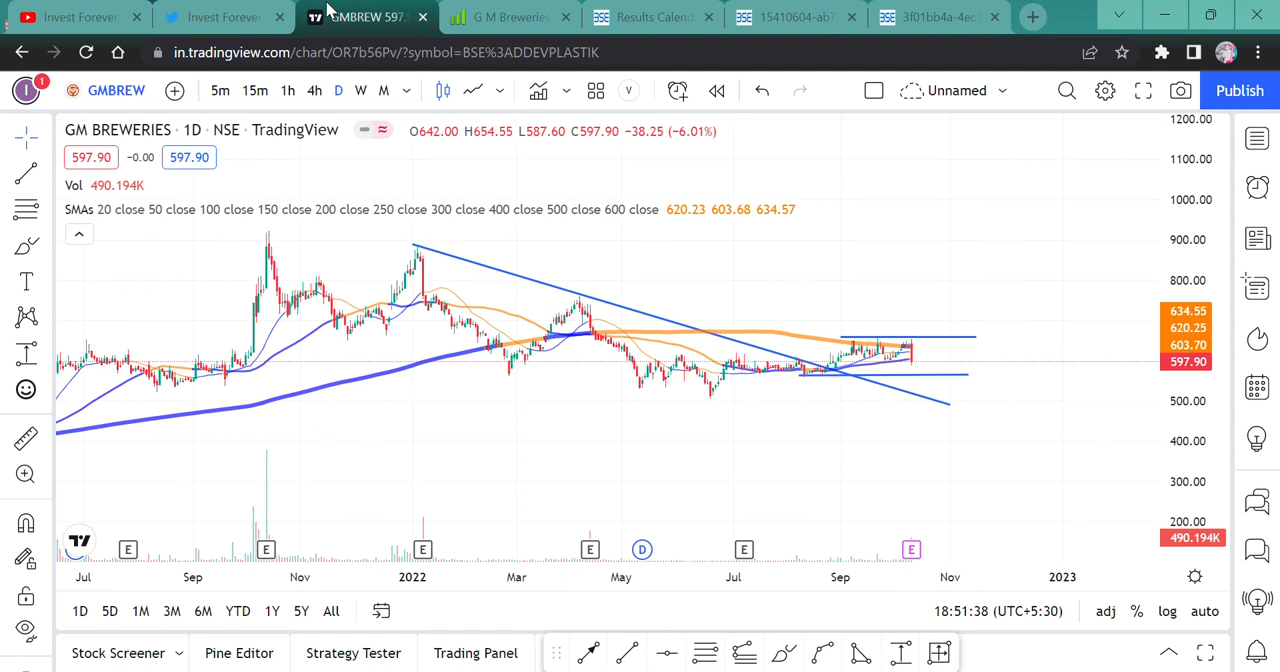 Invest Forever
Invest Forever
GMBREW 597.
G M Breweries
Results Calend
15410604-ab7
3f01bb4a-4ec1
in.tradingview.com/chart/OR7b56Pv/?symbol=BSE%3ADDEVPLASTIK
I 1 GMBREW 5m 15m 1h 4h D W M V Unnamed Publish
GM BREWERIES · 1D · NSE · TradingView O642.00 H654.55 L587.60 C597.90 −38.25 (−6.01%)
597.90 −0.00 597.90
Vol 490.194K
SMAs 20 close 50 close 100 close 150 close 200 close 250 close 300 close 400 close 500 close 600 close 620.23 603.68 634.57
1200.00
1100.00
1000.00
900.00
800.00
634.55
620.23
603.70
597.90
500.00
400.00
300.00
200.00
490.194K
E E E E D E E
Jul Sep Nov 2022 Mar May Jul Sep Nov 2023
1D 5D 1M 3M 6M YTD 1Y 5Y All 18:51:38 (UTC+5:30) adj % log auto
Stock Screener Pine Editor Strategy Tester Trading Panel